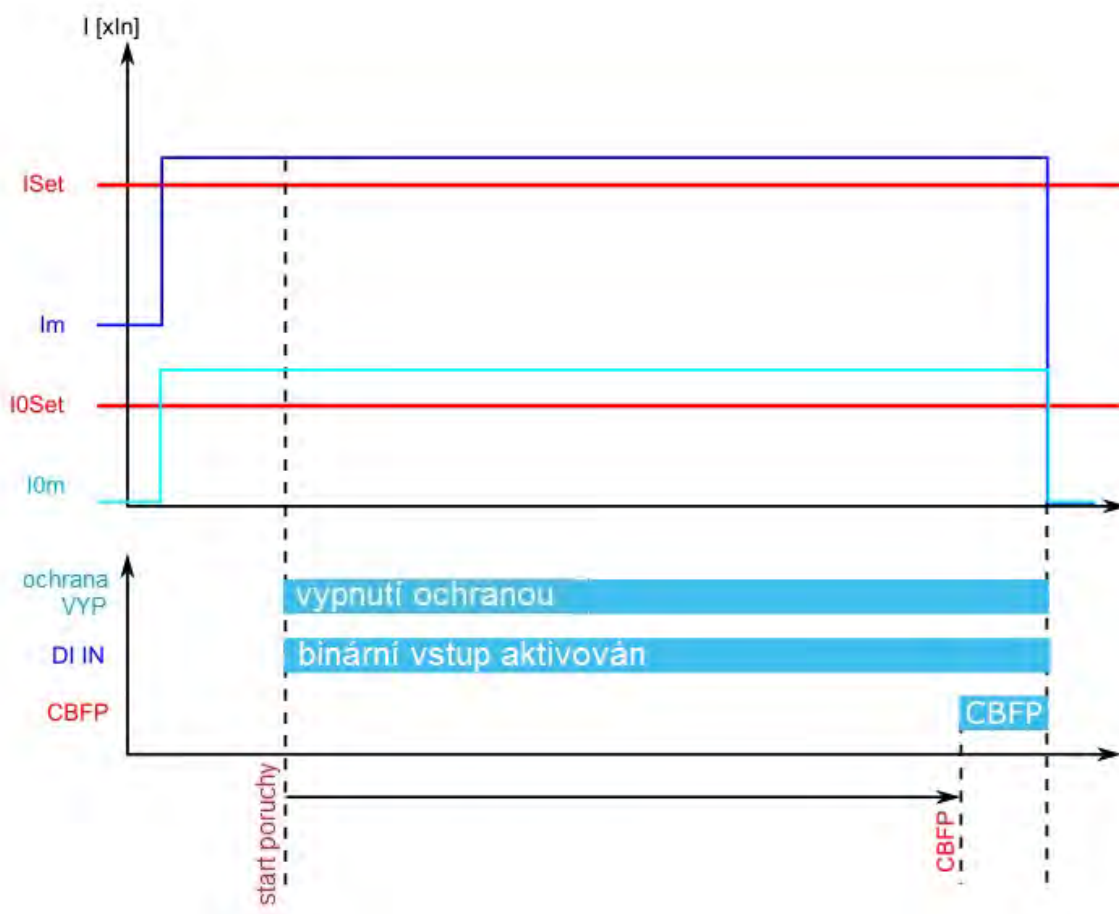 I [xIn]
ISet
Im
I0Set
I0m
ochrana
VYP
vypnutí ochranou
DI IN
binární vstup aktivován
CBFP
CBFP
start poruchy
CBFP